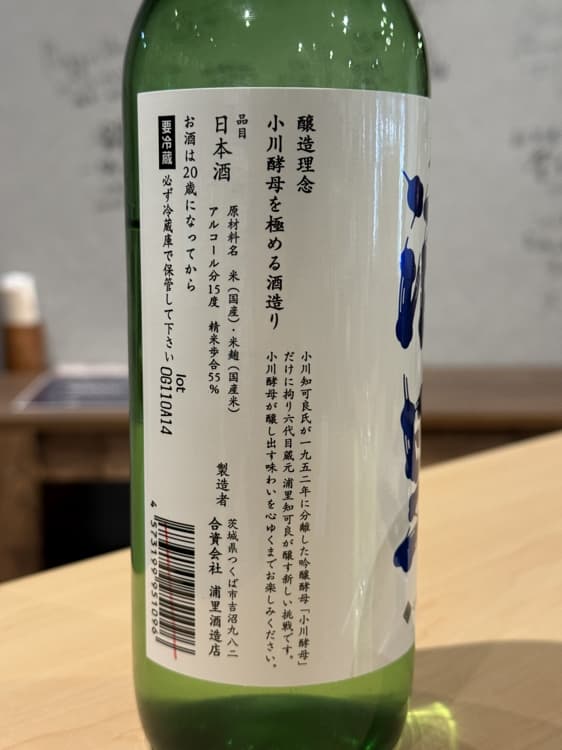 醸造理念
小川酵母を極める酒造り
小川知可良氏が一九五二年に分離した吟醸酵母「小川酵母」
だけに拘り六代目蔵元 浦里知可良が醸す新しい挑戦です。
小川酵母が醸し出す味わいを心ゆくまでお楽しみください。
品目
日本酒
原材料名 米(国産)・米麹(国産米)
アルコール分15度 精米歩合55%
製造者
茨城県つくば市吉沼九八二
合資会社 浦里酒造店
お酒は20歳になってから
要冷蔵 必ず冷蔵庫で保管して下さい
lot
OG110A14
4573199951096